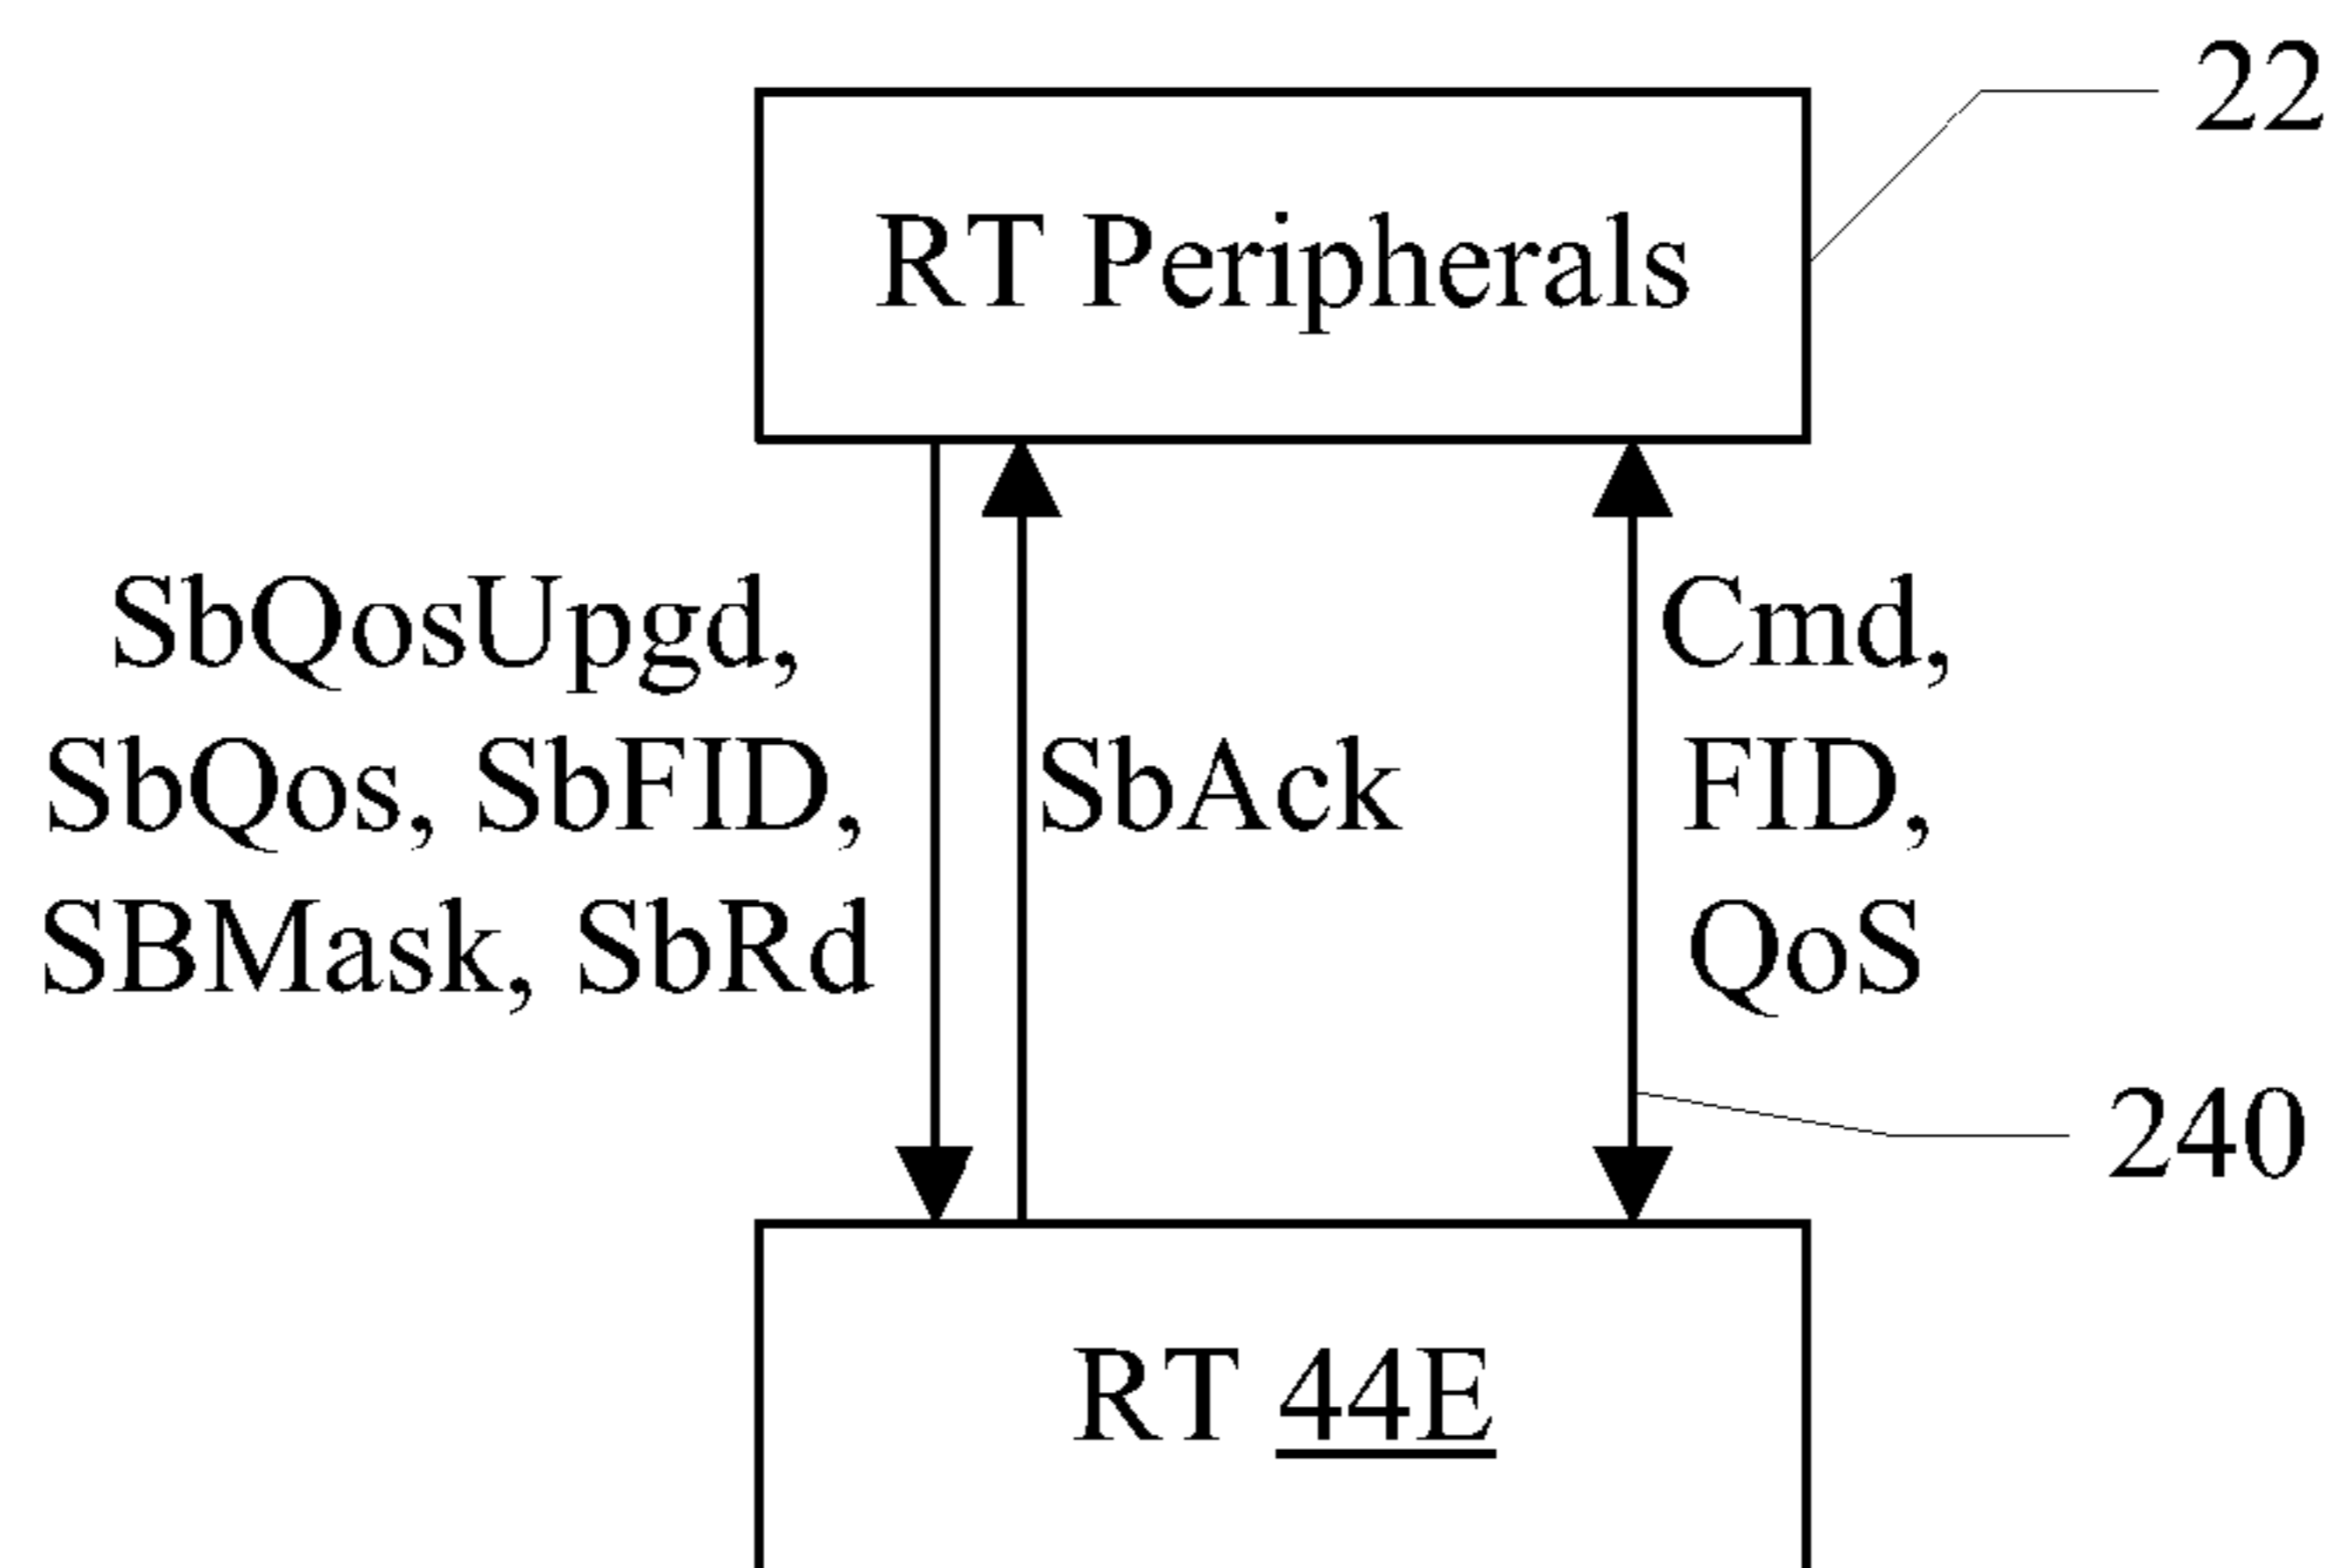 22
RT Peripherals
SbQosUpgd,
SbQos, SbFID,
SBMask, SbRd
SbAck
Cmd,
FID,
QoS
240
RT 44E